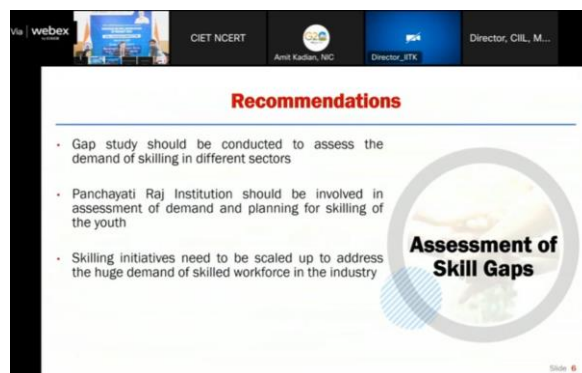 Via webex
CIET NCERT
G20
Amit Kadian, NIC
Director_IITK
Director, CIIL, M...
Recommendations
• Gap study should be conducted to assess the
demand of skilling in different sectors
• Panchayati Raj Institution should be involved in
assessment of demand and planning for skilling of
the youth
• Skilling initiatives need to be scaled up to address
the huge demand of skilled workforce in the industry
Assessment of
Skill Gaps
Slide 6